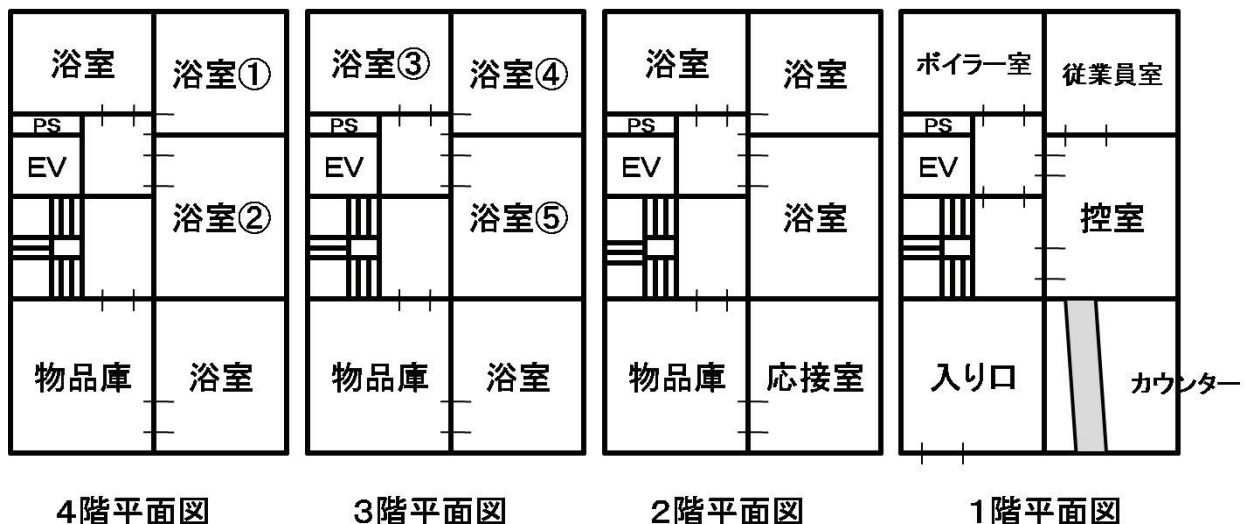 浴室
浴室①
PS
EV
浴室②
物品庫
浴室
4階平面図
浴室③
浴室④
PS
EV
浴室⑤
物品庫
浴室
3階平面図
浴室
浴室
PS
EV
浴室
物品庫
応接室
2階平面図
ボイラー室
従業員室
PS
EV
控室
入り口
カウンター
1階平面図